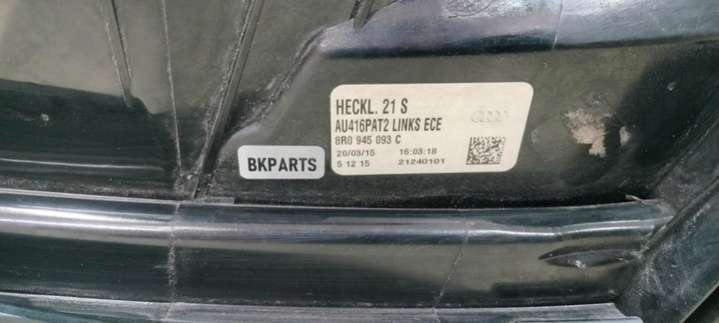 HECKL. 21 S
AU416PAT2 LINKS ECE
8R0 945 093 C
20/03/15 16:03:18
5 12 15 21240101
BKPARTS